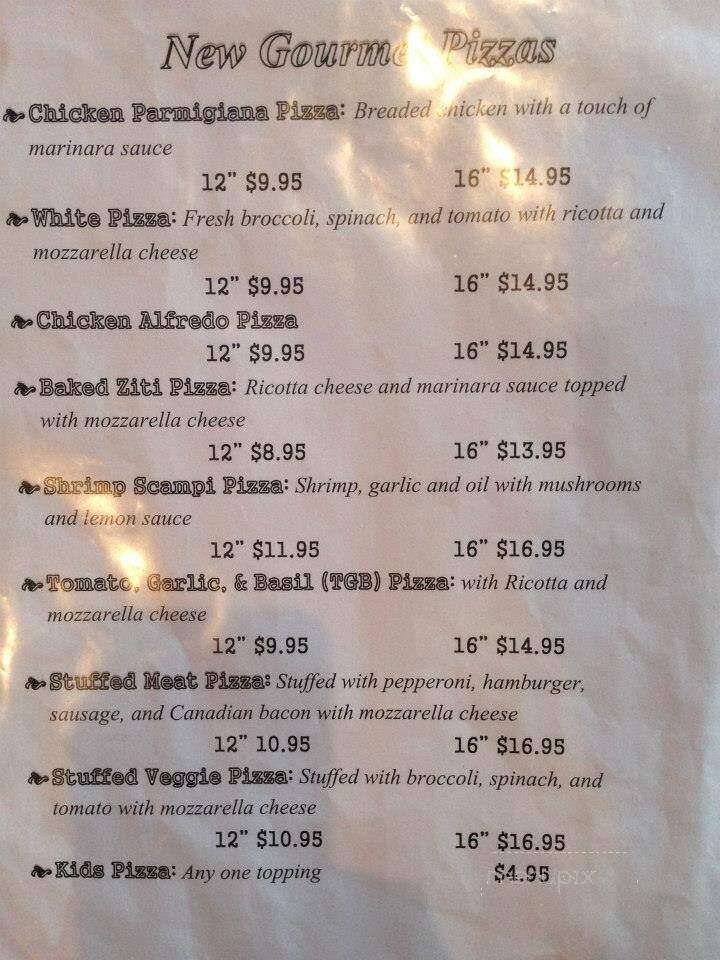 New Gourme Pizzas
Chicken Parmigiana Pizza: Breaded hicken with a touch of
marinara sauce
12" $9.95 16" $14.95
White Pizza: Fresh broccoli, spinach, and tomato with ricotta and
mozzarella cheese
12" $9.95 16" $14.95
Chicken Alfredo Pizza
12" $9.95 16" $14.95
Baked Ziti Pizza: Ricotta cheese and marinara sauce topped
with mozzarella cheese
12" $8.95 16" $13.95
Shrimp Scampi Pizza: Shrimp, garlic and oil with mushrooms
and lemon sauce
12" $11.95 16" $16.95
Tomato, Garlic, & Basil (TGB) Pizza: with Ricotta and
mozzarella cheese
12" $9.95 16" $14.95
Stuffed Meat Pizza: Stuffed with pepperoni, hamburger,
sausage, and Canadian bacon with mozzarella cheese
12" 10.95 16" $16.95
Stuffed Veggie Pizza: Stuffed with broccoli, spinach, and
tomato with mozzarella cheese
12" $10.95 16" $16.95
Kids Pizza: Any one topping $4.95